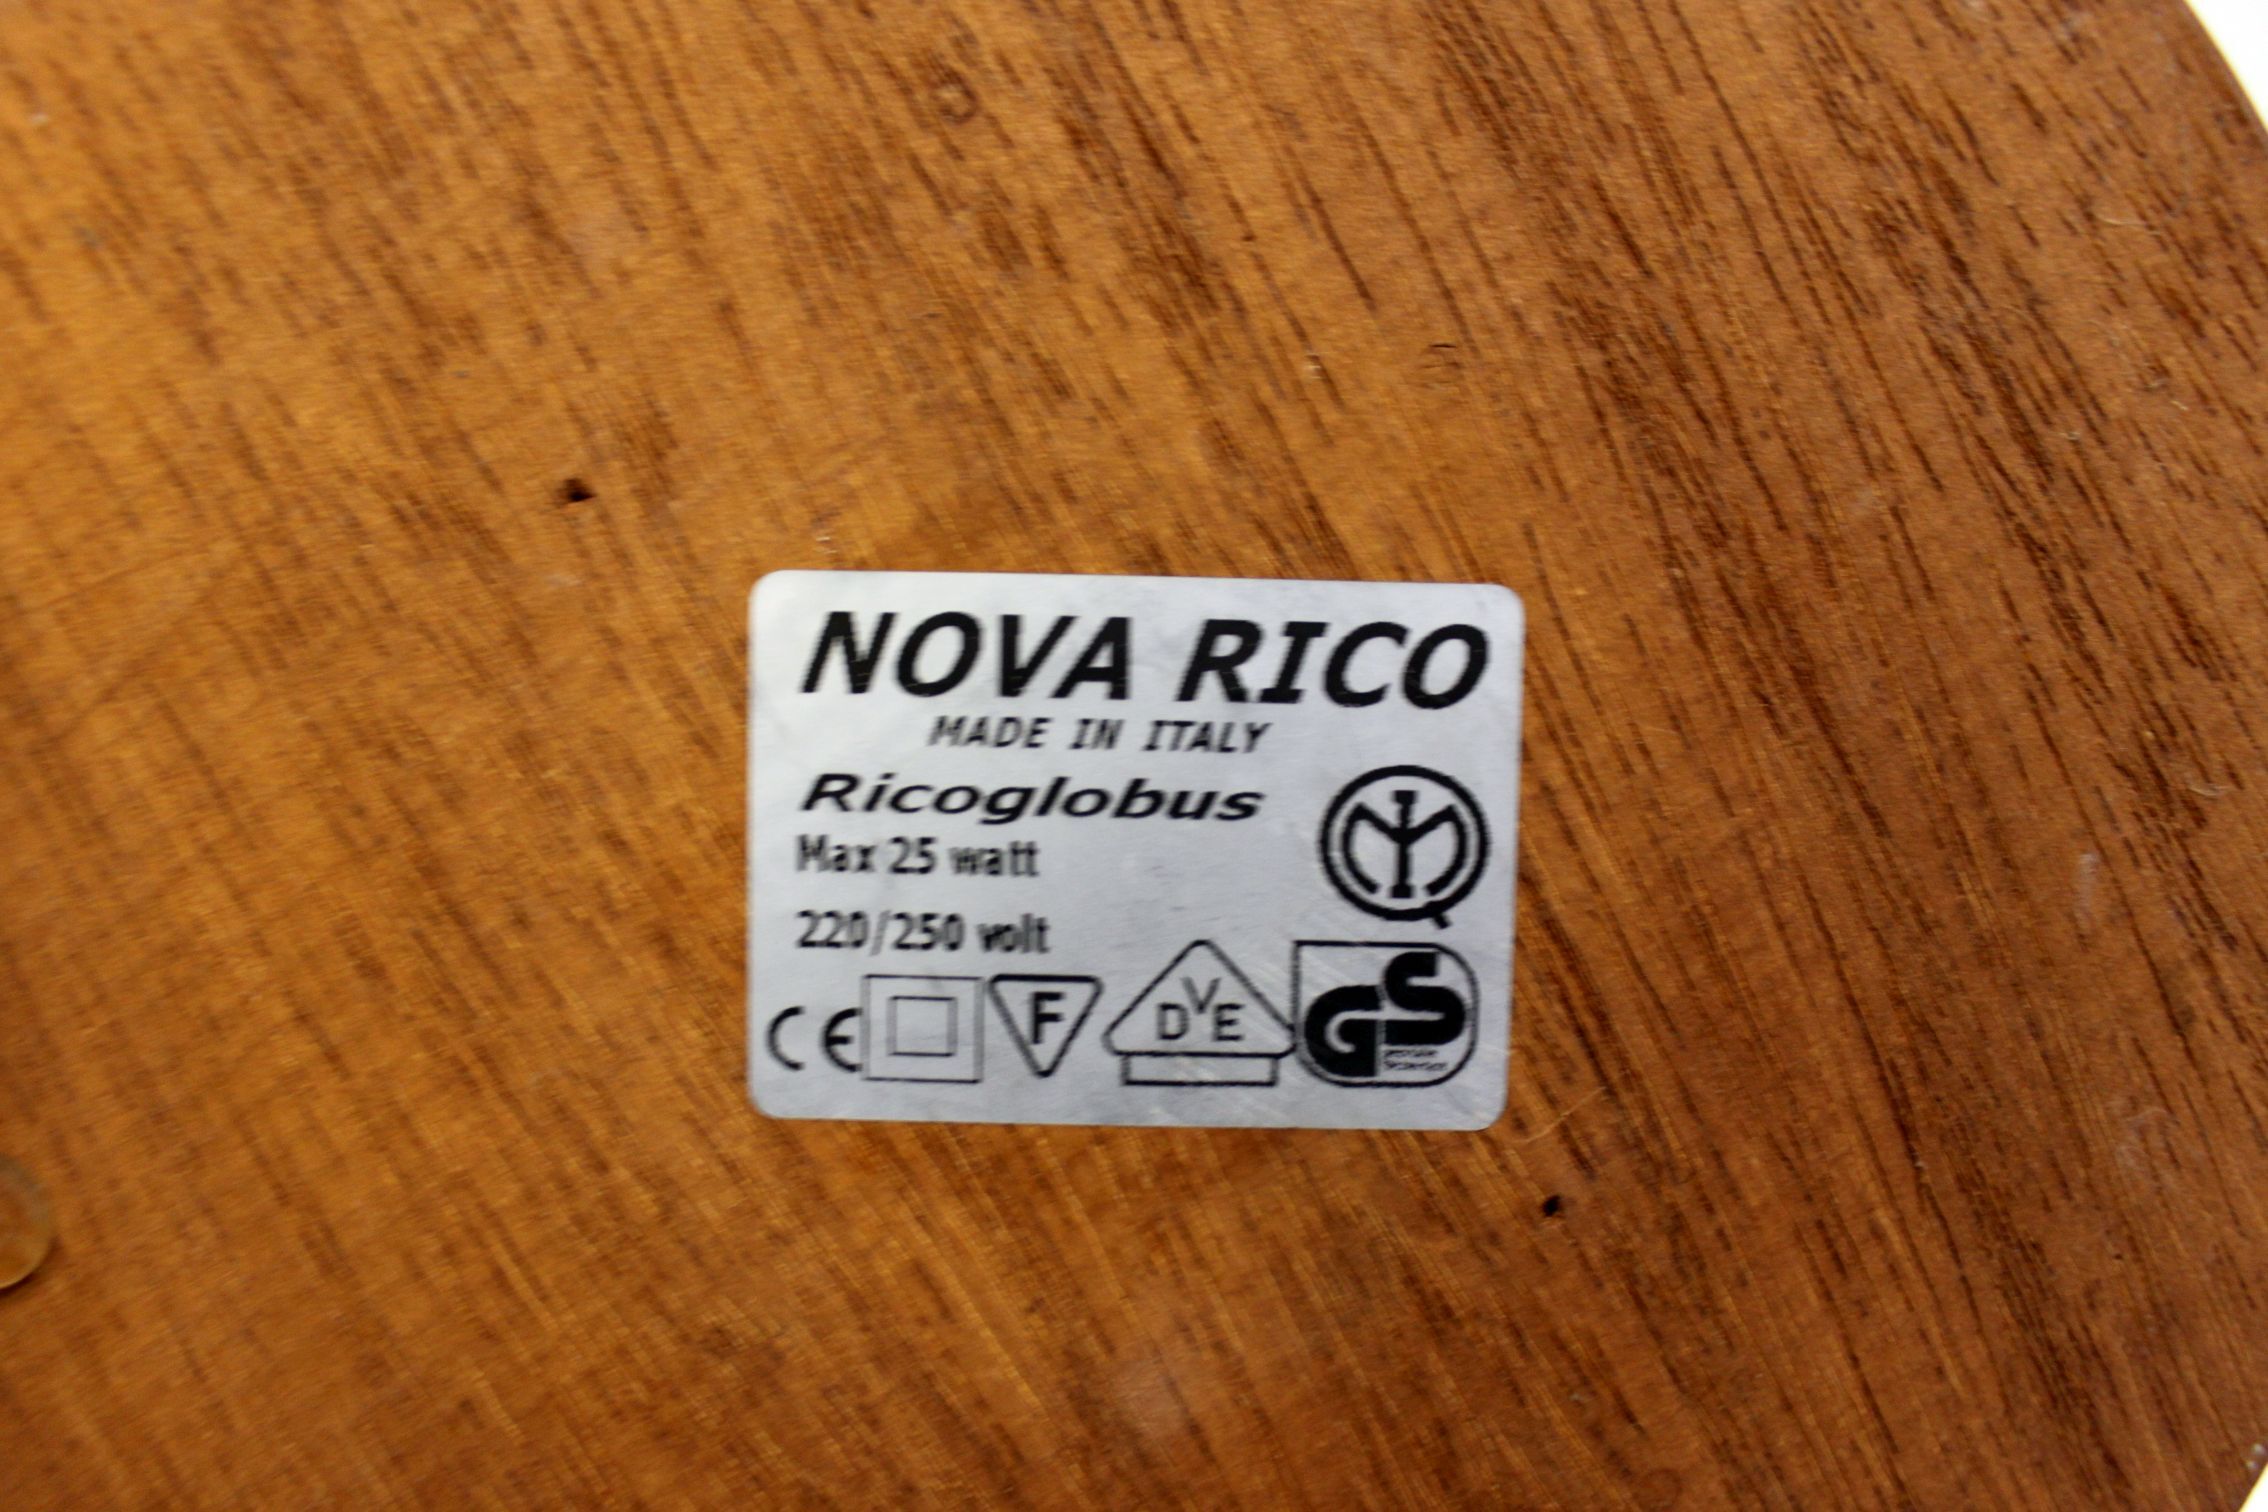 NOVA RICO
MADE IN ITALY
Ricoglobus
Max 25 watt
220/250 volt
CE F DVE GS